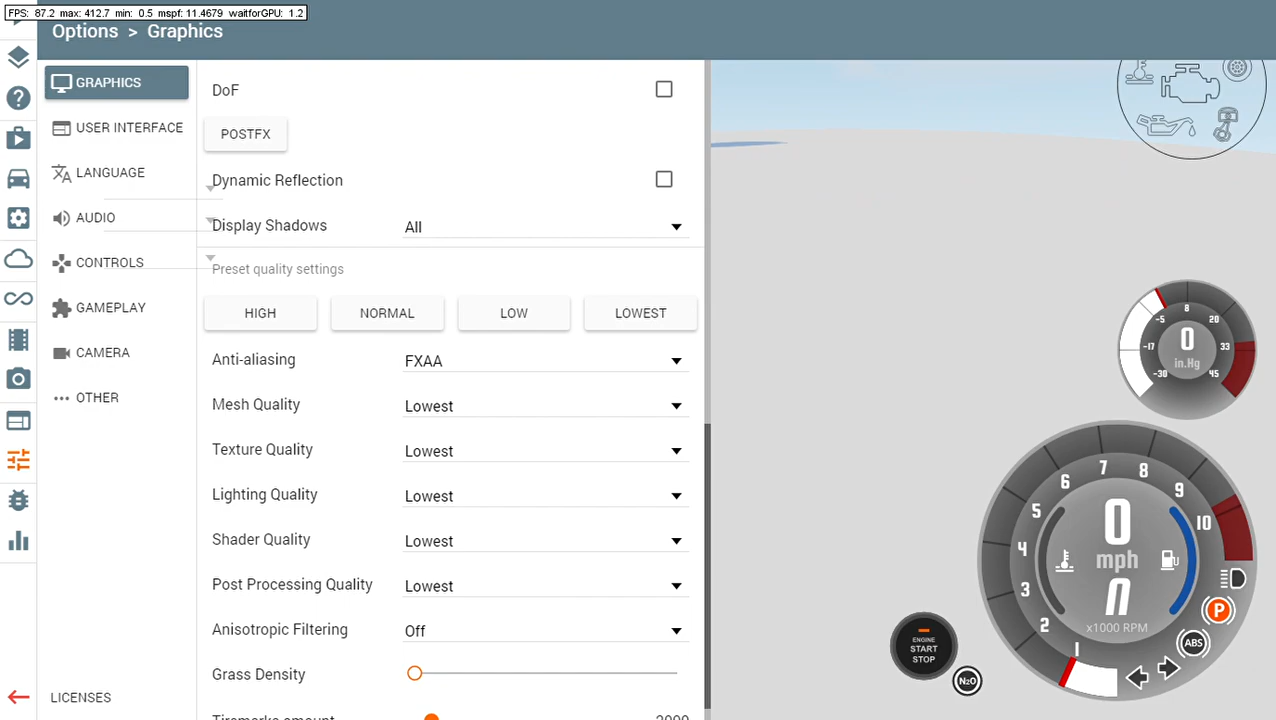 FPS: 87.2 max: 412.7 min: 0.5 mspf: 11.4679 waitforGPU: 1.2
Options > Graphics
GRAPHICS
USER INTERFACE
LANGUAGE
AUDIO
CONTROLS
GAMEPLAY
CAMERA
OTHER
LICENSES
DoF
POSTFX
Dynamic Reflection
Display Shadows All
Preset quality settings
HIGH NORMAL LOW LOWEST
Anti-aliasing FXAA
Mesh Quality Lowest
Texture Quality Lowest
Lighting Quality Lowest
Shader Quality Lowest
Post Processing Quality Lowest
Anisotropic Filtering Off
Grass Density
Tiremarks amount 2000
8
-5 20
-17 0 33
in.Hg
-30 45
7
6 8
5 9
4 0 10
mph
3 n
2 x1000 RPM
1
P
ABS
ENGINE
START
STOP
N2O